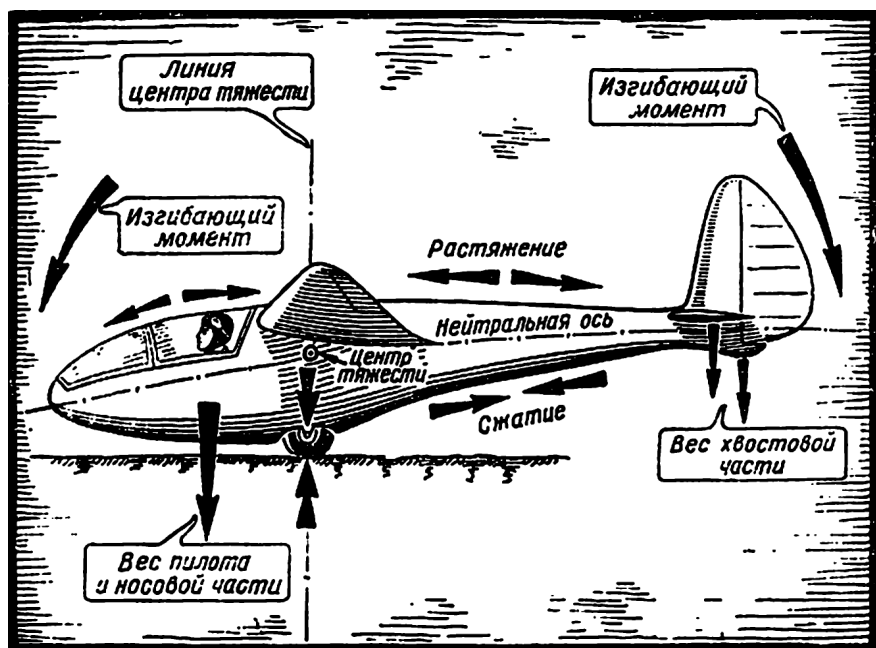 Линия
центра тяжести
Изгибающий
момент
Изгибающий
момент
Растяжение
Нейтральная ось
Центр
тяжести
Сжатие
Вес хвостовой
части
Вес пилота
и носовой части